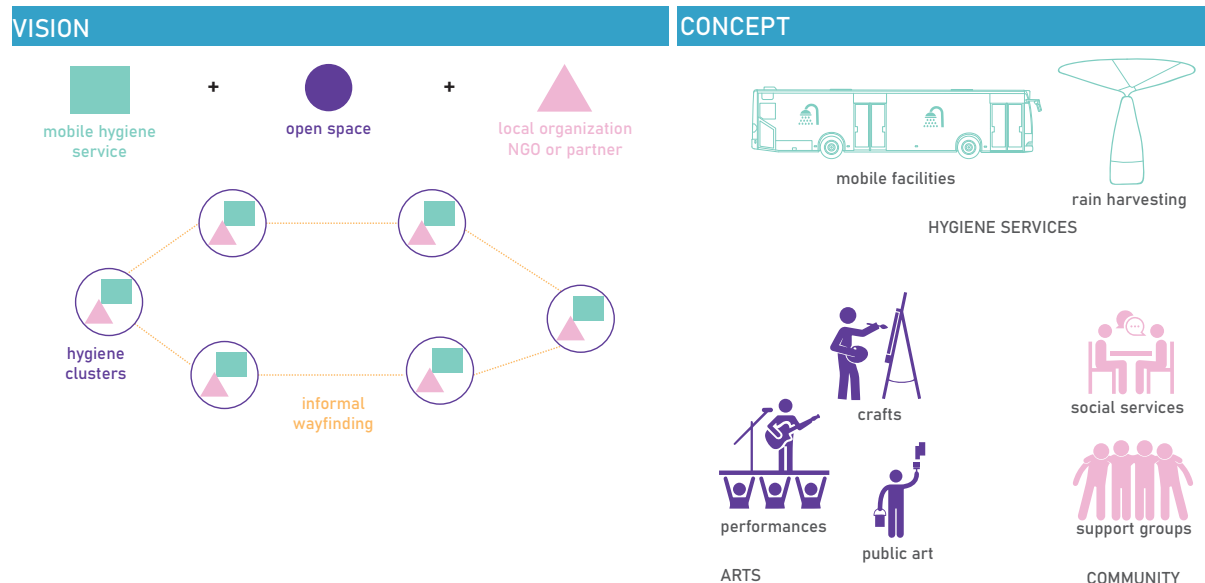 VISION
+
+
mobile hygiene
service
open space
local organization
NGO or partner
hygiene
clusters
informal
wayfinding
CONCEPT
mobile facilities
rain harvesting
HYGIENE SERVICES
crafts
performances
public art
ARTS
social services
support groups
COMMUNITY